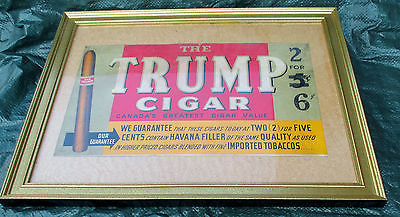 THE
TRUMP
CIGAR
CANADA'S GREATEST CIGAR VALUE
2
FOR
5¢
6¢
OUR
GUARANTEE
WE GUARANTEE THAT THESE CIGARS TODAY AT TWO (2) FOR FIVE
CENTS, CONTAIN HAVANA FILLER OF THE SAME QUALITY AS USED
IN HIGHER PRICED CIGARS BLENDED WITH FINE IMPORTED TOBACCOS